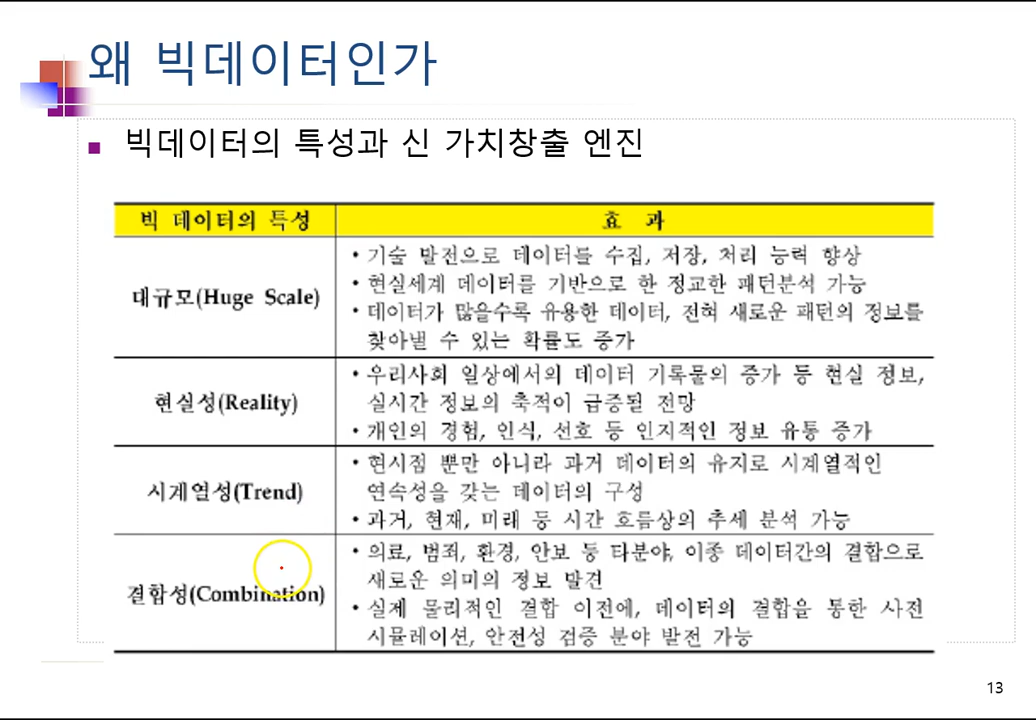 왜 빅데이터인가
빅데이터의 특성과 신 가치창출 엔진
빅 데이터의 특성
효 과
대규모(Huge Scale)
• 기술 발전으로 데이터를 수집, 저장, 처리 능력 향상
• 현실세계 데이터를 기반으로 한 정교한 패턴분석 가능
• 데이터가 많을수록 유용한 데이터, 전혀 새로운 패턴의 정보를
찾아낼 수 있는 확률도 증가
현실성(Reality)
• 우리사회 일상에서의 데이터 기록물의 증가 등 현실 정보,
실시간 정보의 축적이 급증될 전망
• 개인의 경험, 인식, 선호 등 인지적인 정보 유통 증가
시계열성(Trend)
• 현시점 뿐만 아니라 과거 데이터의 유지로 시계열적인
연속성을 갖는 데이터의 구성
• 과거, 현재, 미래 등 시간 흐름상의 추세 분석 가능
결합성(Combination)
• 의료, 범죄, 환경, 안보 등 타분야, 이종 데이터간의 결합으로
새로운 의미의 정보 발견
• 실제 물리적인 결합 이전에, 데이터의 결합을 통한 사전
시뮬레이션, 안전성 검증 분야 발전 가능
13